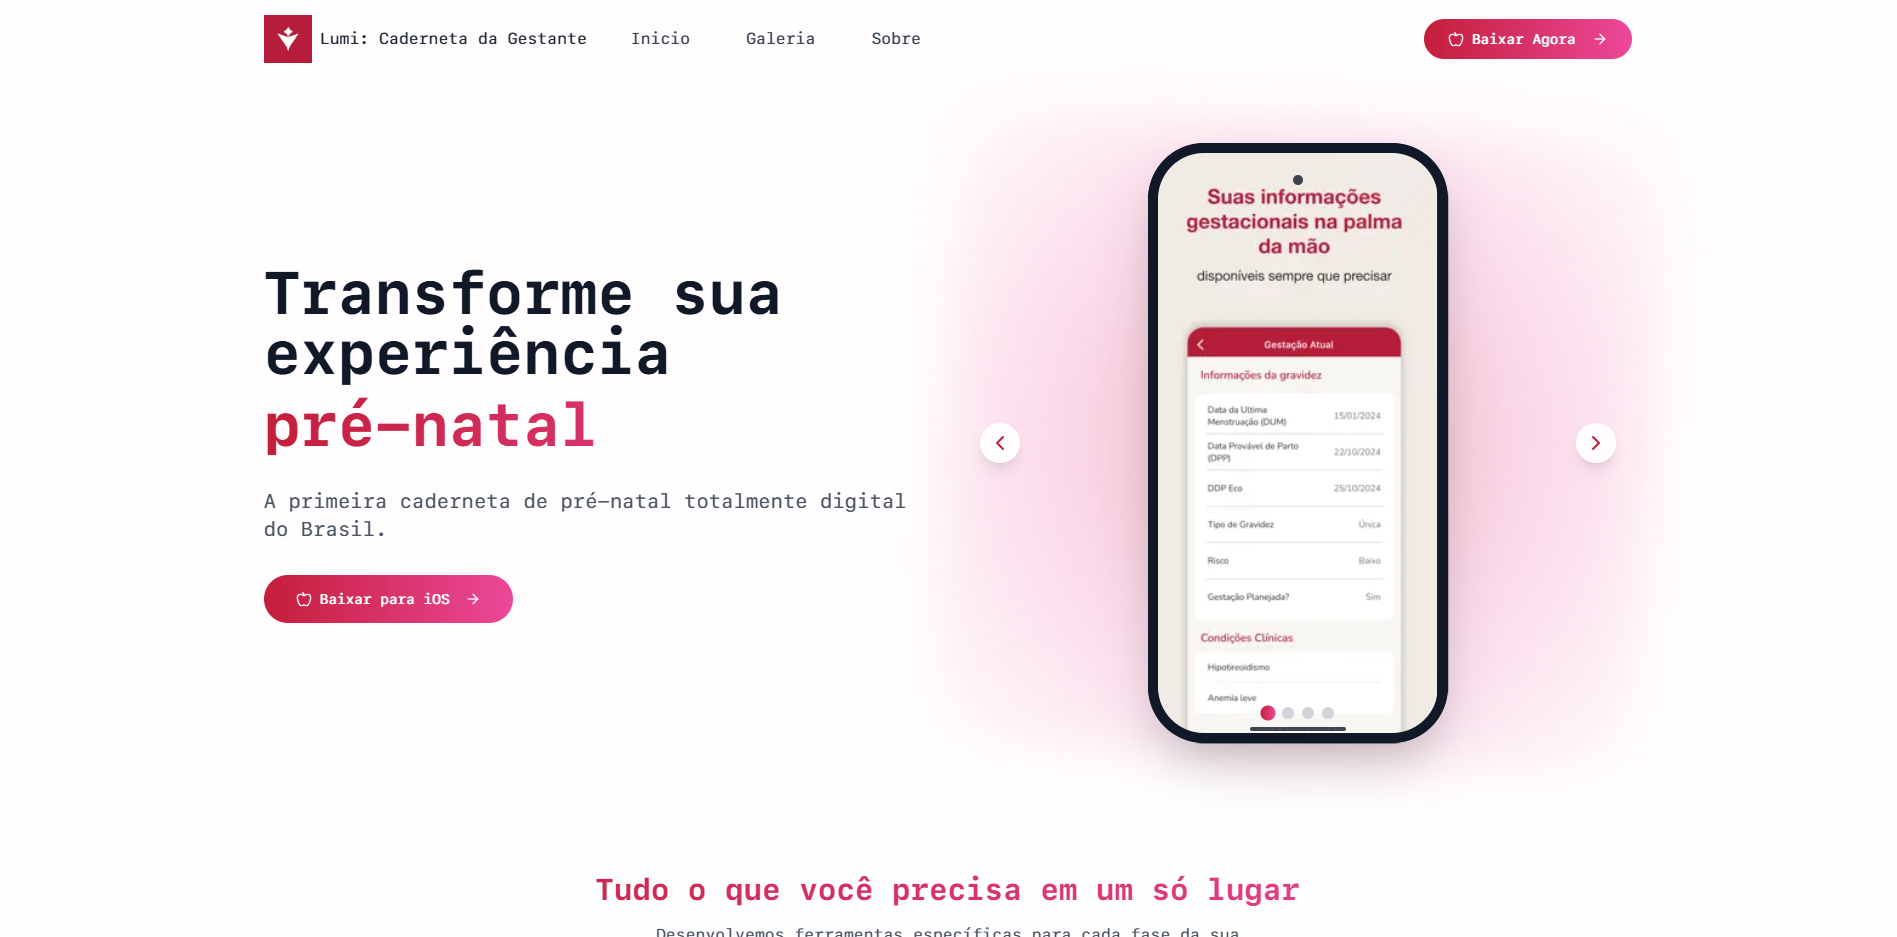 Lumi: Caderneta da Gestante
Inicio
Galeria
Sobre
Baixar Agora
Transforme sua
experiência
pré-natal
A primeira caderneta de pré-natal totalmente digital
do Brasil.
Baixar para iOS
Suas informações
gestacionais na palma
da mão
disponíveis sempre que precisar
Gestação Atual
Informações da gravidez
Data da Ultima
Menstruação (DUM)
15/01/2024
Data Provável de Parto
(DPP)
22/10/2024
DDP Eco
25/10/2024
Tipo de Gravidez
Única
Risco
Baixo
Gestação Planejada?
Sim
Condições Clínicas
Hipotireoidismo
Anemia leve
Tudo o que você precisa em um só lugar
Desenvolvemos ferramentas específicas para cada fase da sua